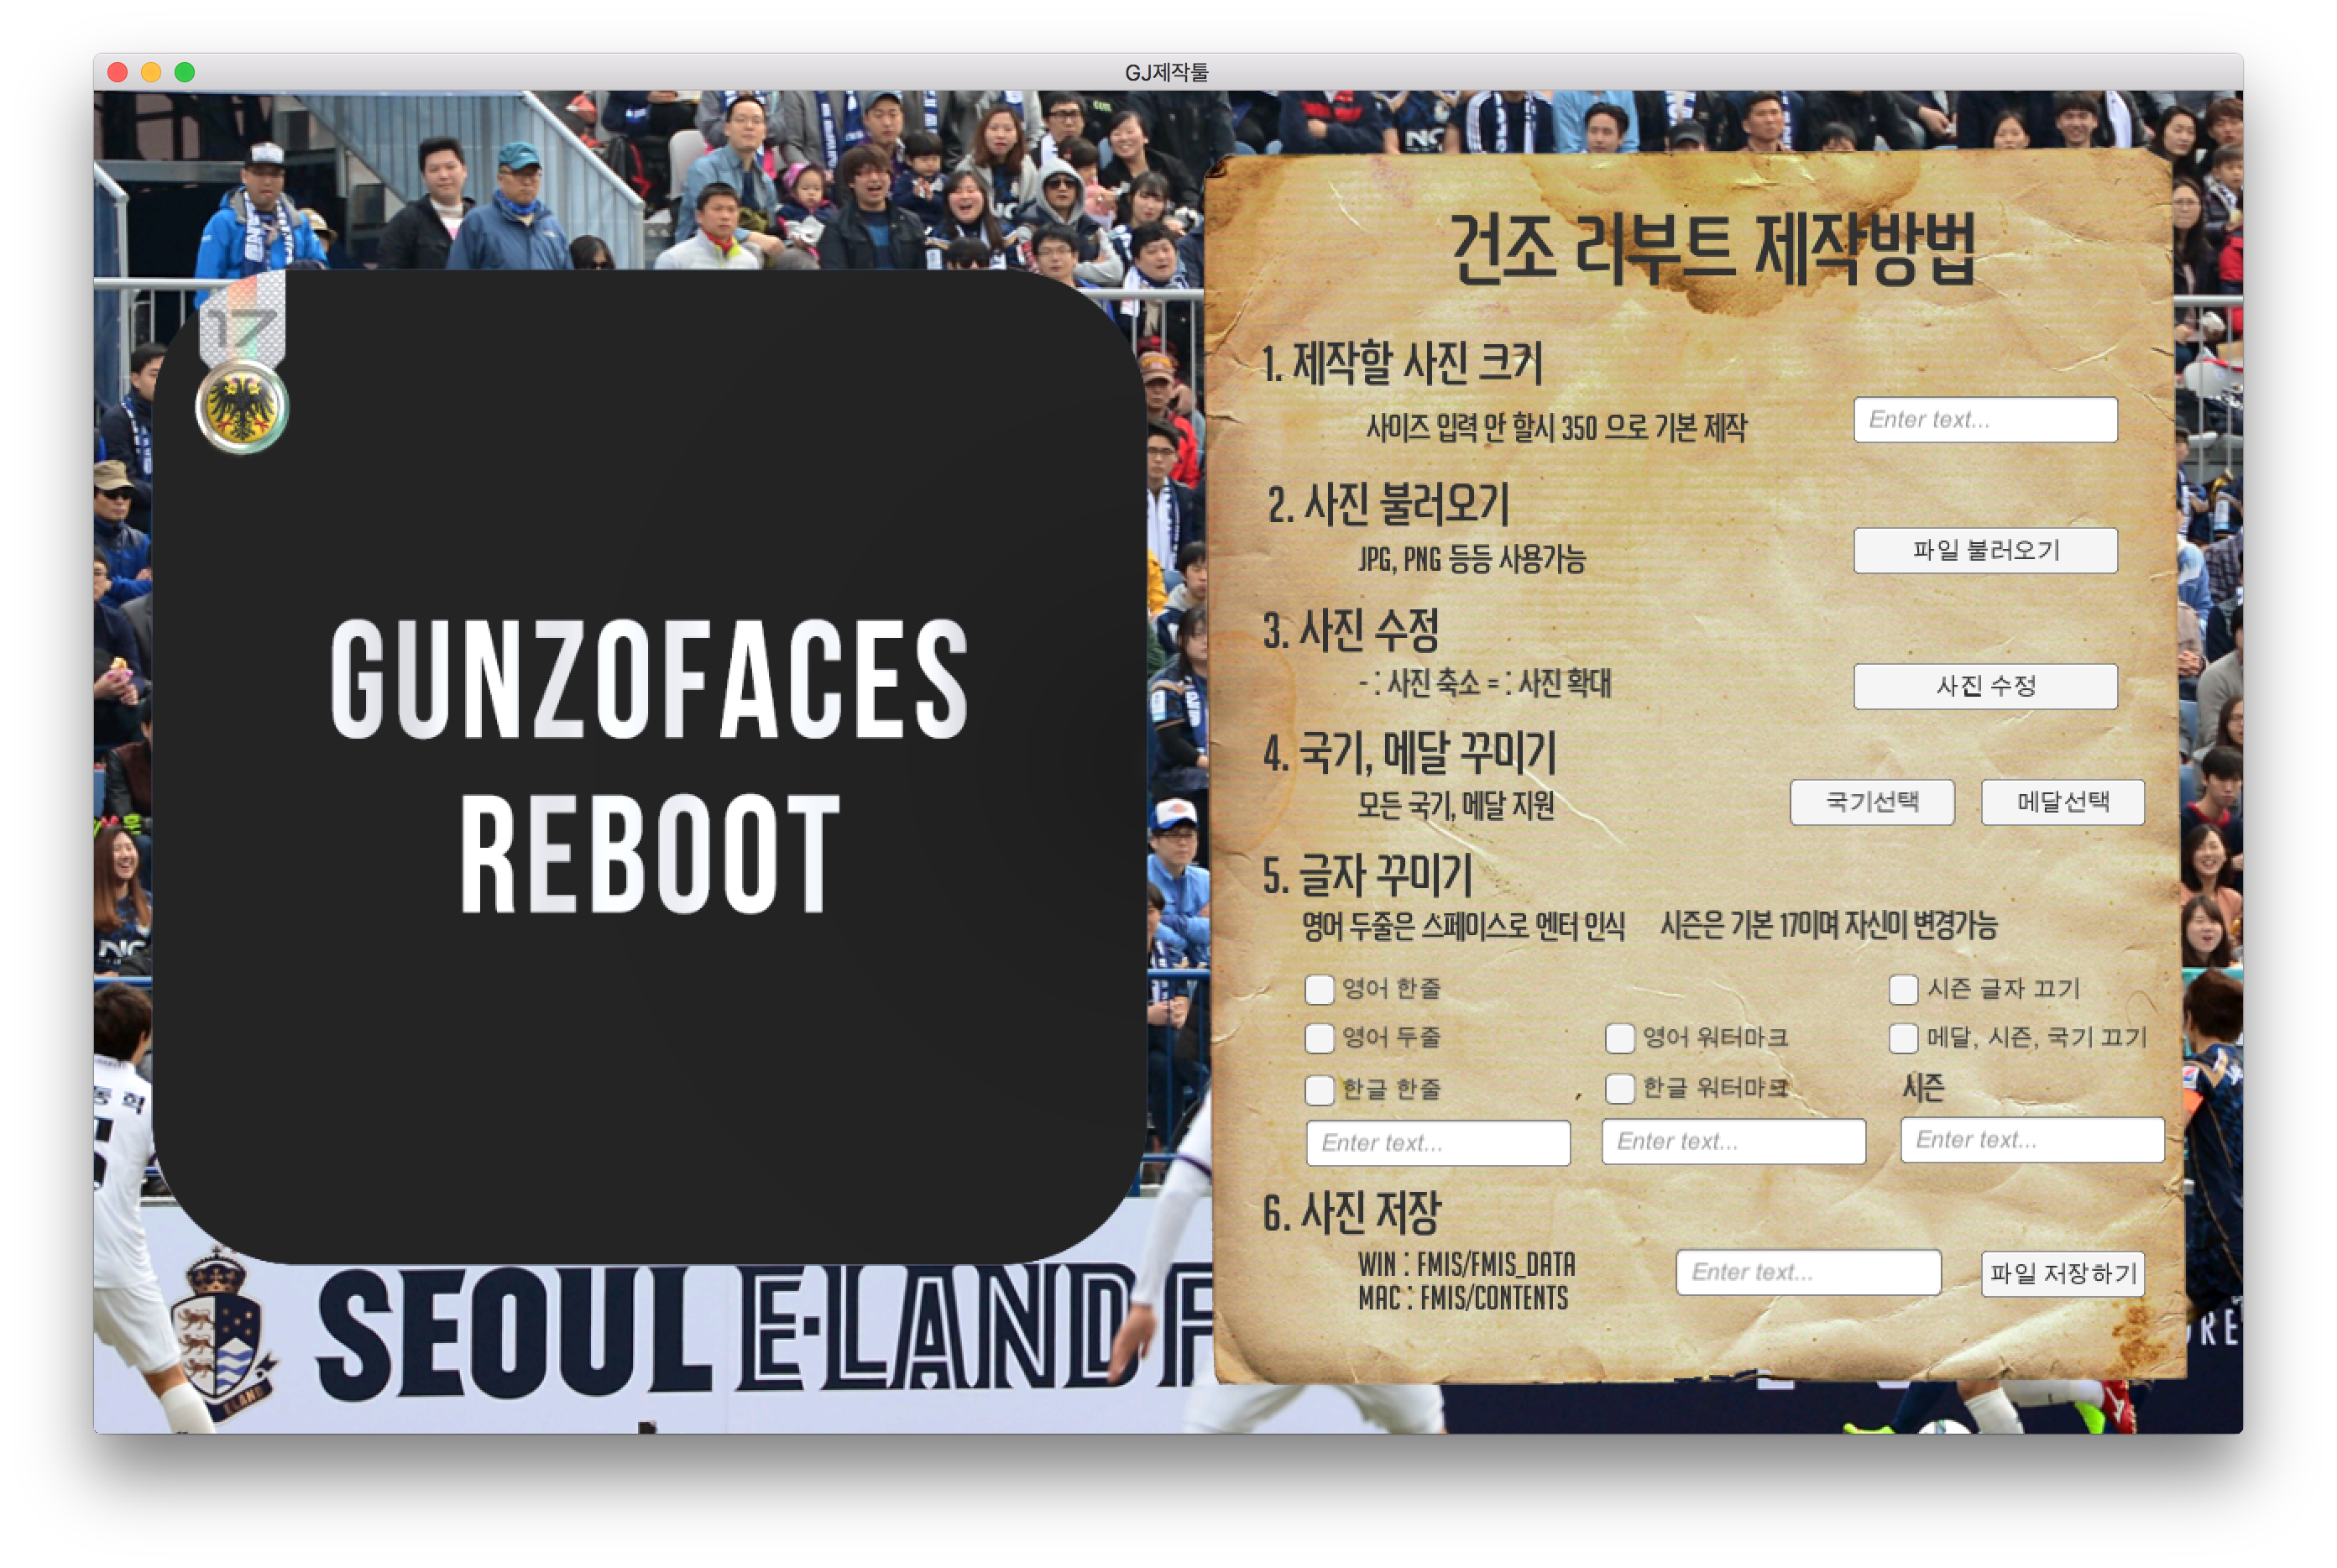 GJ제작툴
17
GUNZOFACES
REBOOT
건조 리부트 제작방법
1. 제작할 사진 크기
사이즈 입력 안 할시 350 으로 기본 제작
Enter text...
2. 사진 불러오기
JPG, PNG 등등 사용가능
파일 불러오기
3. 사진 수정
- : 사진 축소 = : 사진 확대
사진 수정
4. 국기, 메달 꾸미기
모든 국기, 메달 지원
국기선택
메달선택
5. 글자 꾸미기
영어 두줄은 스페이스로 엔터 인식
시즌은 기본 17이며 자신이 변경가능
영어 한줄
시즌 글자 끄기
영어 두줄
영어 워터마크
메달, 시즌, 국기 끄기
한글 한줄
한글 워터마크
시즌
Enter text...
Enter text...
Enter text...
6. 사진 저장
WIN : FMIS/FMIS_DATA
MAC : FMIS/CONTENTS
Enter text...
파일 저장하기
SEOUL E·LAND F
ELAND